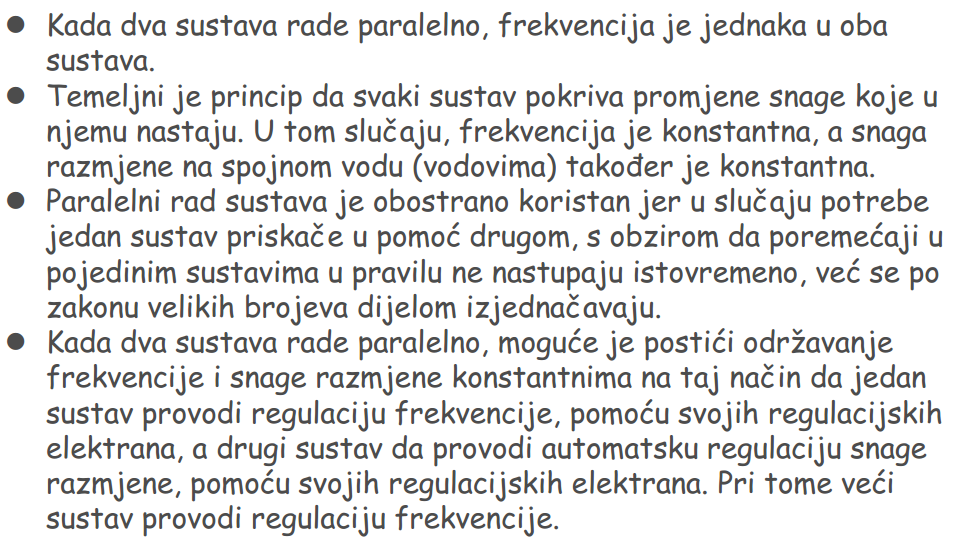 ● Kada dva sustava rade paralelno, frekvencija je jednaka u oba
sustava.
● Temeljni je princip da svaki sustav pokriva promjene snage koje u
njemu nastaju. U tom slučaju, frekvencija je konstantna, a snaga
razmjene na spojnom vodu (vodovima) također je konstantna.
● Paralelni rad sustava je obostrano koristan jer u slučaju potrebe
jedan sustav priskače u pomoć drugom, s obzirom da poremećaji u
pojedinim sustavima u pravilu ne nastupaju istovremeno, već se po
zakonu velikih brojeva dijelom izjednačavaju.
● Kada dva sustava rade paralelno, moguće je postići održavanje
frekvencije i snage razmjene konstantnima na taj način da jedan
sustav provodi regulaciju frekvencije, pomoću svojih regulacijskih
elektrana, a drugi sustav da provodi automatsku regulaciju snage
razmjene, pomoću svojih regulacijskih elektrana. Pri tome veći
sustav provodi regulaciju frekvencije.